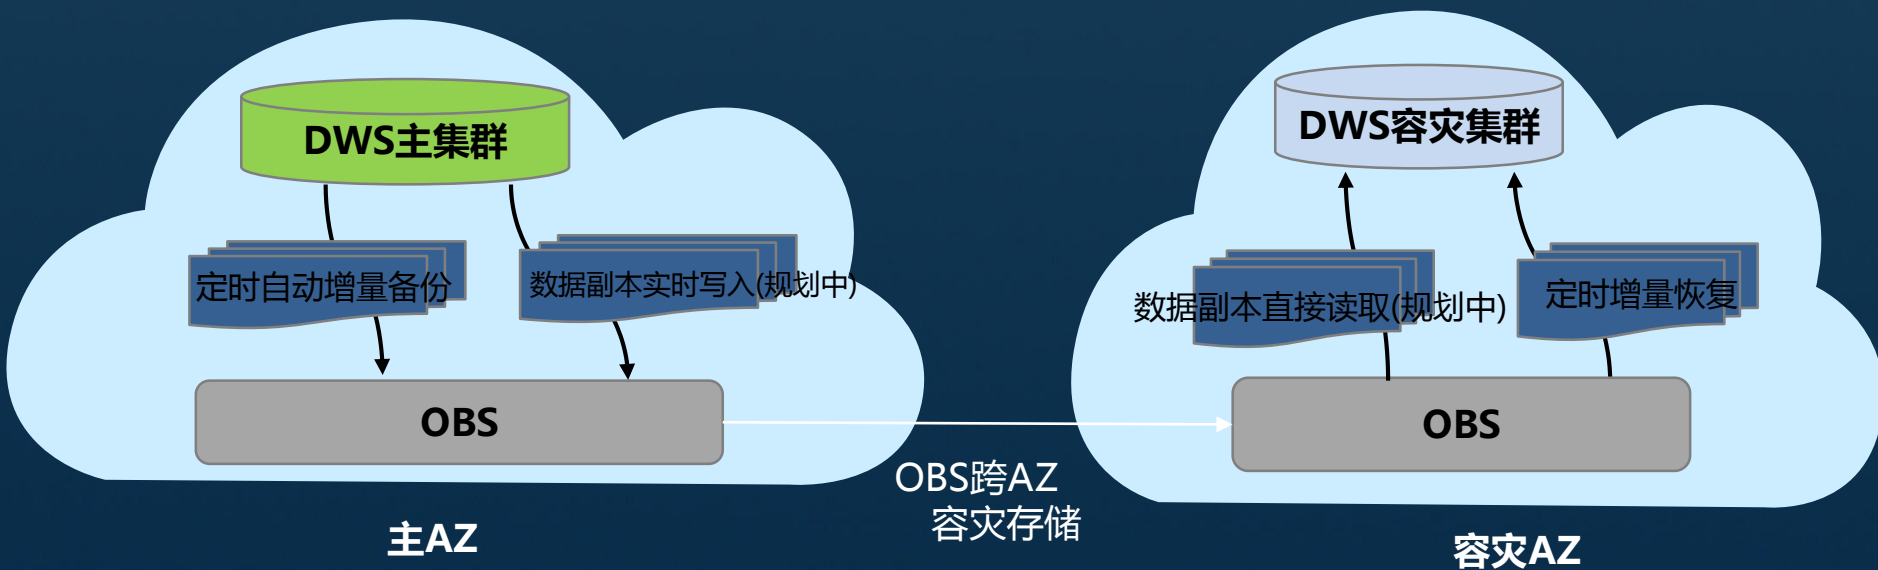 DWS主集群
定时自动增量备份
数据副本实时写入(规划中)
OBS
主AZ
OBS跨AZ
容灾存储
DWS容灾集群
数据副本直接读取(规划中)
定时增量恢复
OBS
容灾AZ